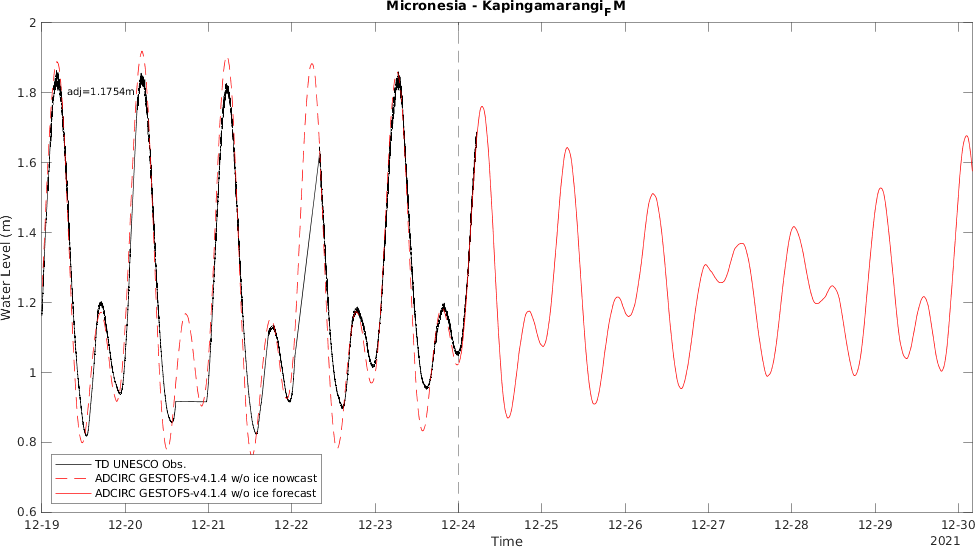 Micronesia - KapingamarangiFM
2
1.8
1.6
1.4
1.2
1
0.8
0.6
Water Level (m)
adj=1.1754m
TD UNESCO Obs.
ADCIRC GESTOFS-v4.1.4 w/o ice nowcast
ADCIRC GESTOFS-v4.1.4 w/o ice forecast
12-19 12-20 12-21 12-22 12-23 12-24 12-25 12-26 12-27 12-28 12-29 12-30
Time
2021